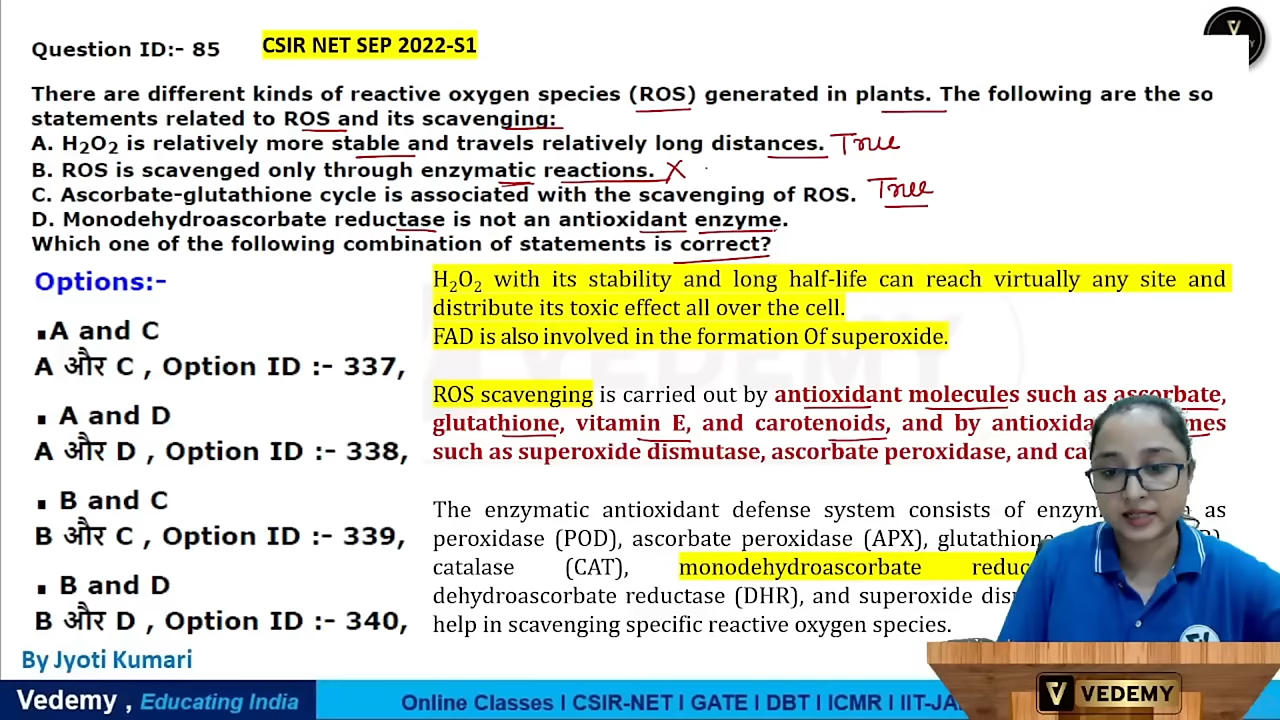 Question ID:- 85
CSIR NET SEP 2022-S1
There are different kinds of reactive oxygen species (ROS) generated in plants. The following are the so
statements related to ROS and its scavenging:
A. H₂O₂ is relatively more stable and travels relatively long distances. True
B. ROS is scavenged only through enzymatic reactions. X
C. Ascorbate-glutathione cycle is associated with the scavenging of ROS. True
D. Monodehydroascorbate reductase is not an antioxidant enzyme.
Which one of the following combination of statements is correct?
Options:-
A and C
A और C , Option ID :- 337,
A and D
A और D , Option ID :- 338,
B and C
B और C , Option ID :- 339,
B and D
B और D , Option ID :- 340,
H₂O₂ with its stability and long half-life can reach virtually any site and
distribute its toxic effect all over the cell.
FAD is also involved in the formation Of superoxide.
ROS scavenging is carried out by antioxidant molecules such as ascorbate,
glutathione, vitamin E, and carotenoids, and by
such as superoxide dismutase, ascorbate peroxidase, and
The enzymatic antioxidant defense system consists of as
peroxidase (POD), ascorbate peroxidase (APX), glutathione
catalase (CAT), monodehydroascorbate
dehydroascorbate reductase (DHR), and superoxide
help in scavenging specific reactive oxygen species.
By Jyoti Kumari
VEDEMY
Vedemy , Educating India
Online Classes I CSIR-NET I GATE I DBT I ICMR I